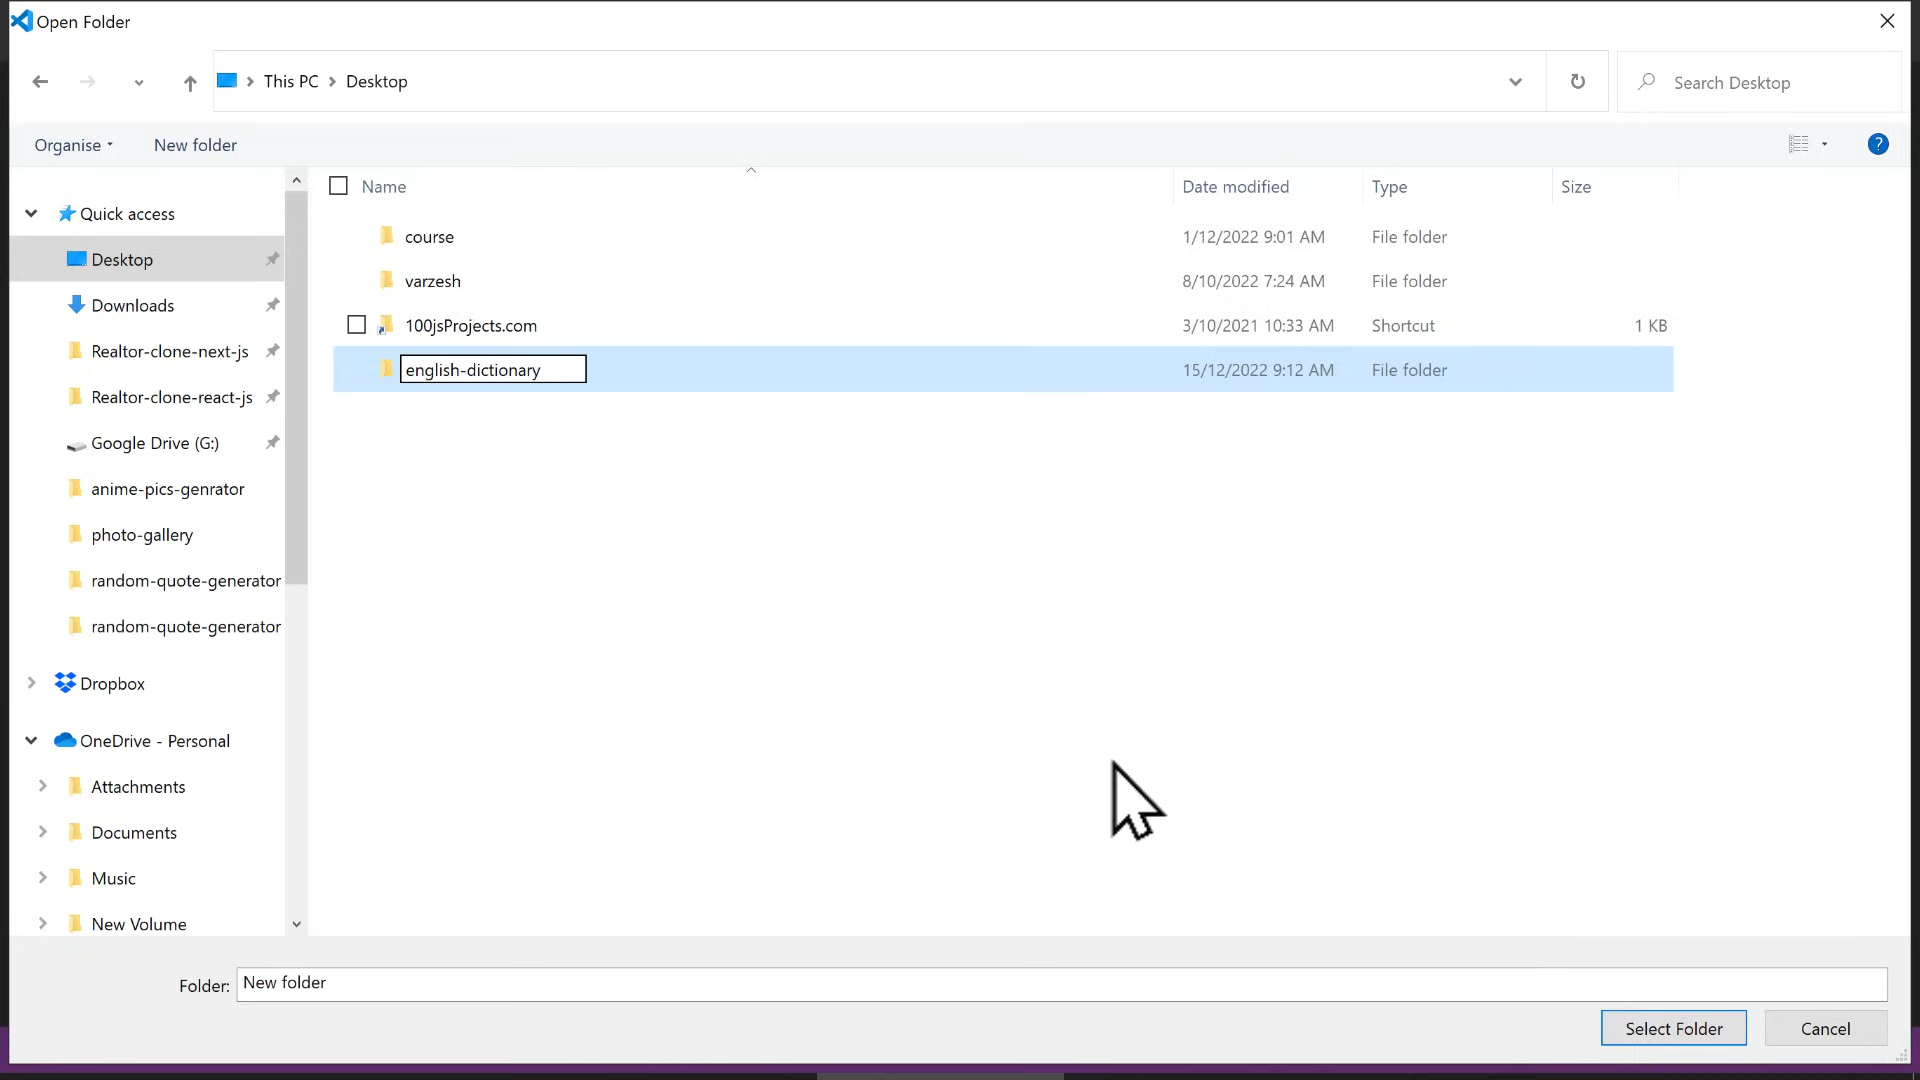 Open Folder
This PC > Desktop
Search Desktop
Organise
New folder
?
Name
Date modified
Type
Size
Quick access
Desktop
Downloads
Realtor-clone-next-js
Realtor-clone-react-js
Google Drive (G:)
anime-pics-genrator
photo-gallery
random-quote-generator
random-quote-generator
Dropbox
OneDrive - Personal
Attachments
Documents
Music
New Volume
course 1/12/2022 9:01 AM File folder
varzesh 8/10/2022 7:24 AM File folder
100jsProjects.com 3/10/2021 10:33 AM Shortcut 1 KB
english-dictionary 15/12/2022 9:12 AM File folder
Folder: New folder
Select Folder
Cancel